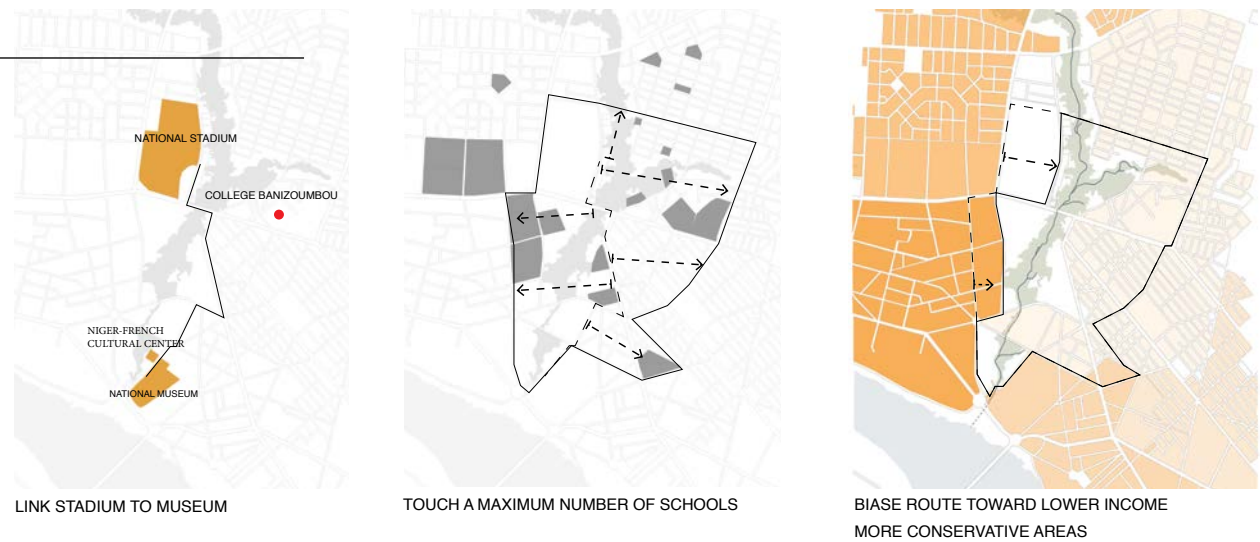 NATIONAL STADIUM
COLLEGE BANIZOUMBOU
NIGER-FRENCH
CULTURAL CENTER
NATIONAL MUSEUM
LINK STADIUM TO MUSEUM
TOUCH A MAXIMUM NUMBER OF SCHOOLS
BIASE ROUTE TOWARD LOWER INCOME
MORE CONSERVATIVE AREAS